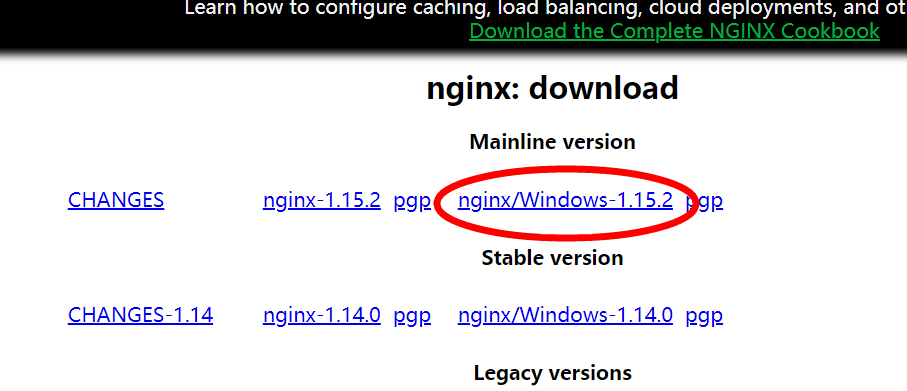 Learn how to configure caching, load balancing, cloud deployments, and ot
Download the Complete NGINX Cookbook
nginx: download
Mainline version
CHANGES nginx-1.15.2 pgp nginx/Windows-1.15.2 pgp
Stable version
CHANGES-1.14 nginx-1.14.0 pgp nginx/Windows-1.14.0 pgp
Legacy versions